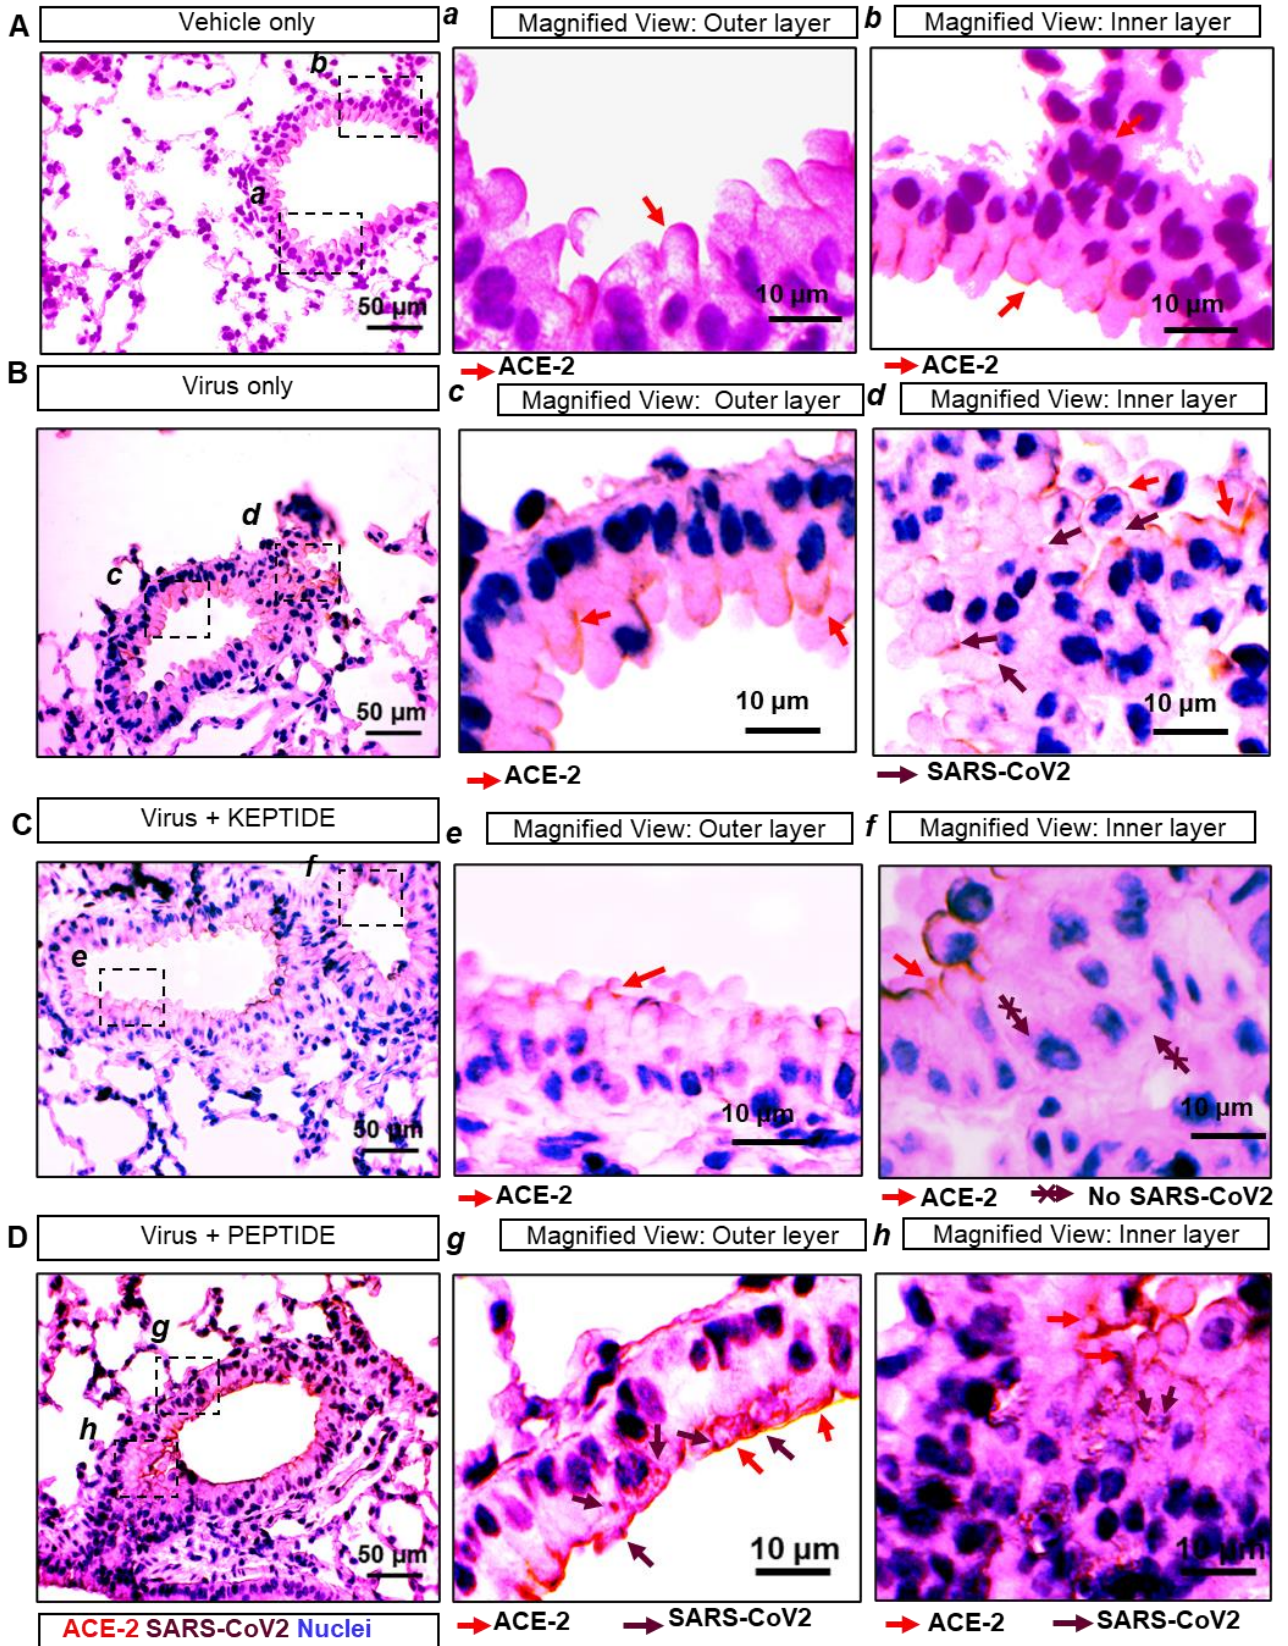 A
Vehicle only
a
Magnified View: Outer layer
b
Magnified View: Inner layer
b
a
50 µm
10 µm
10 µm
ACE-2
ACE-2
B
Virus only
c
Magnified View: Outer layer
d
Magnified View: Inner layer
d
c
50 µm
10 µm
10 µm
ACE-2
SARS-CoV2
C
Virus + KEPTIDE
e
Magnified View: Outer layer
f
Magnified View: Inner layer
f
e
50 µm
10 µm
10 µm
ACE-2
ACE-2
No SARS-CoV2
D
Virus + PEPTIDE
g
Magnified View: Outer leyer
h
Magnified View: Inner layer
g
h
50 µm
10 µm
10 µm
ACE-2 SARS-CoV2 Nuclei
ACE-2
SARS-CoV2
ACE-2
SARS-CoV2